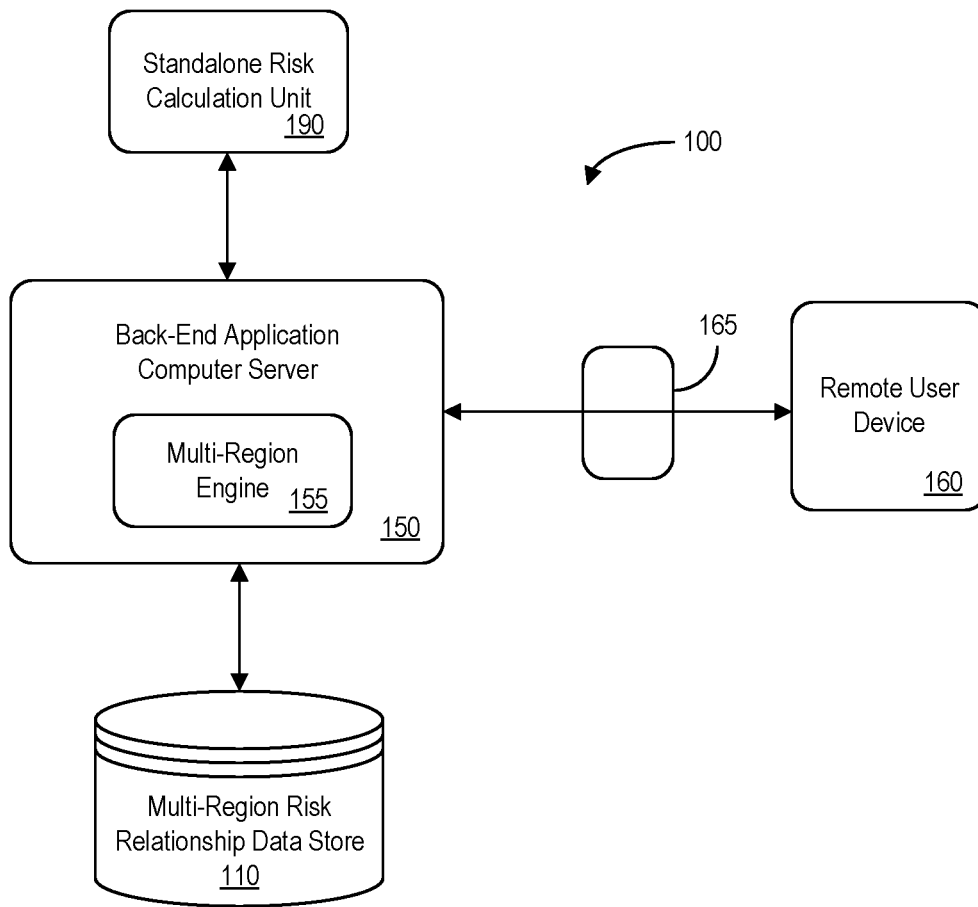 Standalone Risk
Calculation Unit
190
100
Back-End Application
Computer Server
Multi-Region
Engine
155
150
165
Remote User
Device
160
Multi-Region Risk
Relationship Data Store
110